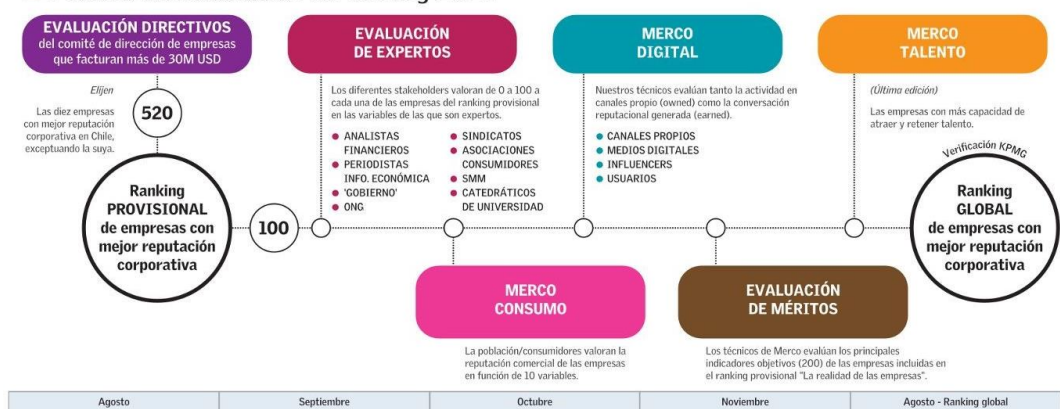 EVALUACIÓN DIRECTIVOS
del comité de dirección de empresas
que facturan más de 30M USD
Elijen
Las diez empresas
con mejor reputación
corporativa en Chile,
exceptuando la suya.
520
Ranking
PROVISIONAL
de empresas con
mejor reputación
corporativa
100
EVALUACIÓN
DE EXPERTOS
Los diferentes stakeholders valoran de 0 a 100 a
cada una de las empresas del ranking provisional
en las variables de las que son expertos.
● ANALISTAS
FINANCIEROS
● PERIODISTAS
INFO. ECONÓMICA
● 'GOBIERNO'
● ONG
● SINDICATOS
● ASOCIACIONES
CONSUMIDORES
● SMM
● CATEDRÁTICOS
DE UNIVERSIDAD
MERCO
CONSUMO
La población/consumidores valoran la
reputación comercial de las empresas
en función de 10 variables.
MERCO
DIGITAL
Nuestros técnicos evalúan tanto la actividad en
canales propio (owned) como la conversación
reputacional generada (earned).
● CANALES PROPIOS
● MEDIOS DIGITALES
● INFLUENCERS
● USUARIOS
EVALUACIÓN
DE MÉRITOS
Los técnicos de Merco evalúan los principales
indicadores objetivos (200) de las empresas incluidas en
el ranking provisional "La realidad de las empresas".
MERCO
TALENTO
(Última edición)
Las empresas con más capacidad de
atraer y retener talento.
Verificación KPMG
Ranking
GLOBAL
de empresas con
mejor reputación
corporativa
Agosto
Septiembre
Octubre
Noviembre
Agosto - Ranking global